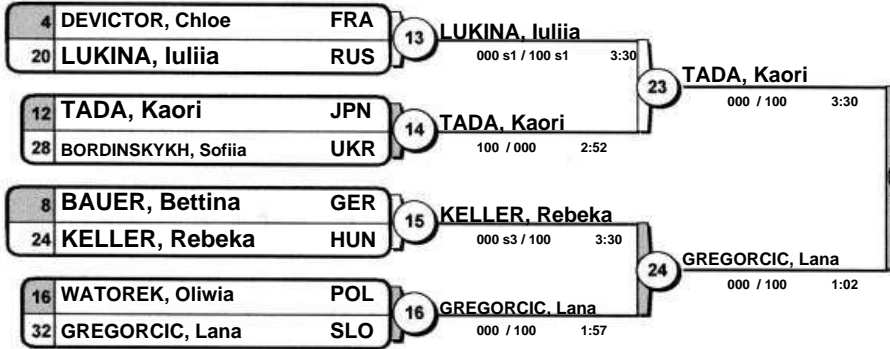 4 DEVICTOR, Chloe FRA
20 LUKINA, Iuliia RUS
13
LUKINA, Iuliia
000 s1 / 100 s1 3:30
12 TADA, Kaori JPN
28 BORDINSKYKH, Sofiia UKR
14
TADA, Kaori
100 / 000 2:52
23
TADA, Kaori
000 / 100 3:30
8 BAUER, Bettina GER
24 KELLER, Rebeka HUN
15
KELLER, Rebeka
000 s3 / 100 3:30
16 WATOREK, Oliwia POL
32 GREGORCIC, Lana SLO
16
GREGORCIC, Lana
000 / 100 1:57
24
GREGORCIC, Lana
000 / 100 1:02